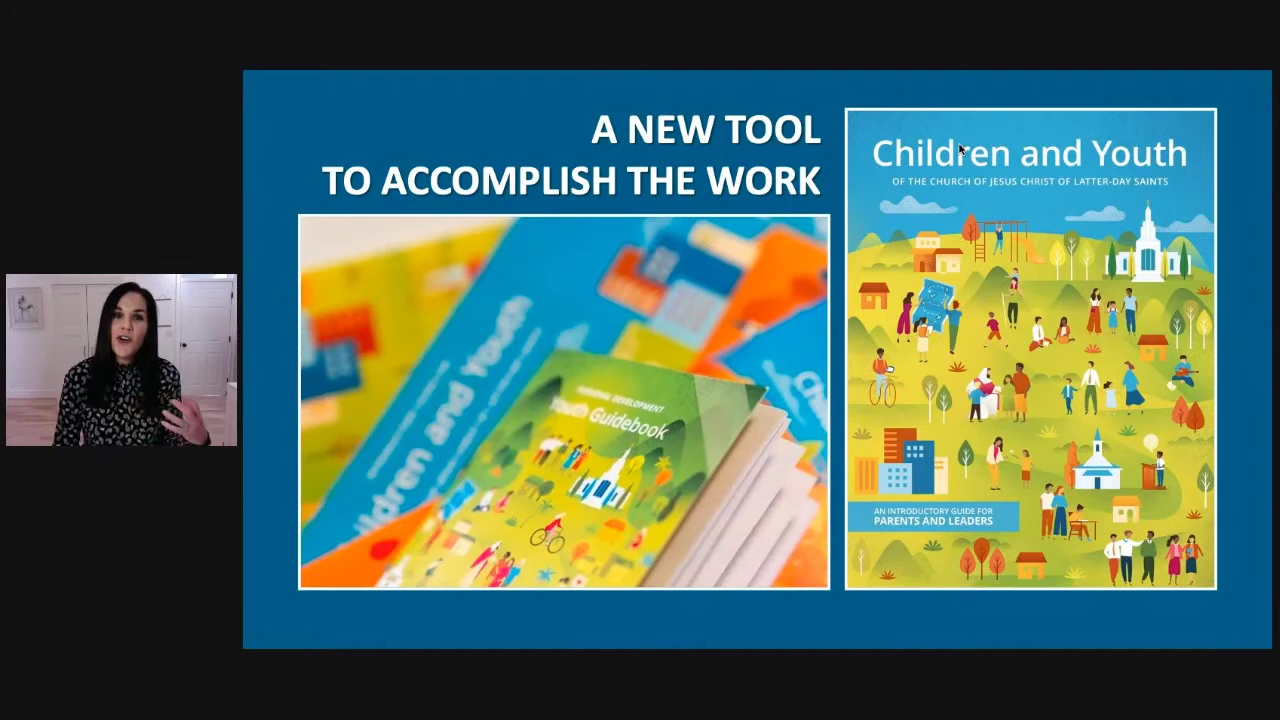 A NEW TOOL
TO ACCOMPLISH THE WORK
Children and Youth
OF THE CHURCH OF JESUS CHRIST OF LATTER-DAY SAINTS
AN INTRODUCTORY GUIDE FOR
PARENTS AND LEADERS
ldren and Youth
PERSONAL DEVELOPMENT
Youth Guidebook